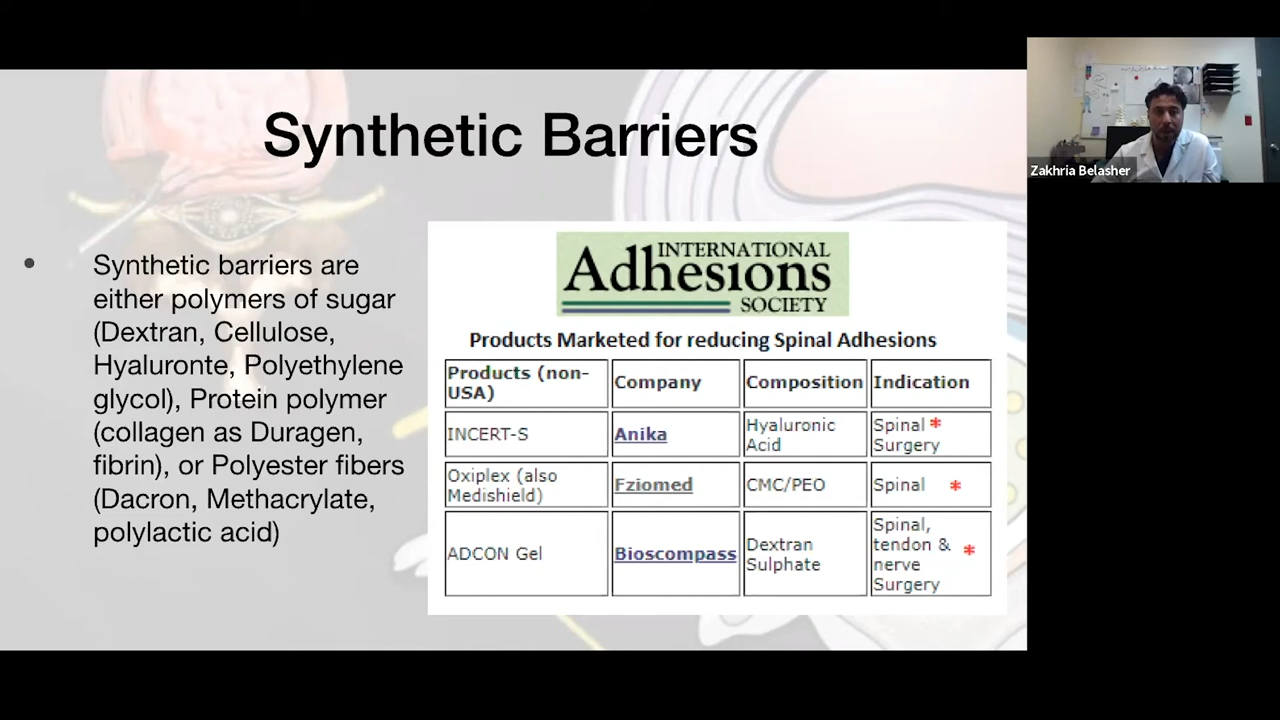 Synthetic Barriers
Zakhria Belasher
• Synthetic barriers are
either polymers of sugar
(Dextran, Cellulose,
Hyaluronte, Polyethylene
glycol), Protein polymer
(collagen as Duragen,
fibrin), or Polyester fibers
(Dacron, Methacrylate,
polylactic acid)
INTERNATIONAL
Adhesions
SOCIETY
Products Marketed for reducing Spinal Adhesions
Products (non-
USA)
Company
Composition
Indication
INCERT-S
Anika
Hyaluronic
Acid
Spinal *
Surgery
Oxiplex (also
Medishield)
Fziomed
CMC/PEO
Spinal *
ADCON Gel
Bioscompass
Dextran
Sulphate
Spinal,
tendon & *
nerve
Surgery